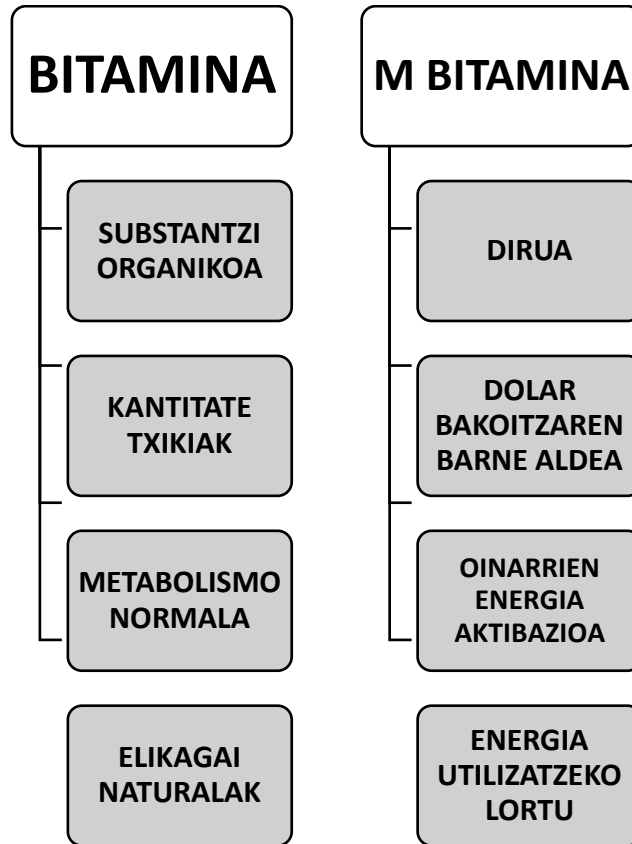 BITAMINA
SUBSTANTZI
ORGANIKOA
KANTITATE
TXIKIAK
METABOLISMO
NORMALA
ELIKAGAI
NATURALAK
M BITAMINA
DIRUA
DOLAR
BAKOITZAREN
BARNE ALDEA
OINARRIEN
ENERGIA
AKTIBAZIOA
ENERGIA
UTILIZATZEKO
LORTU